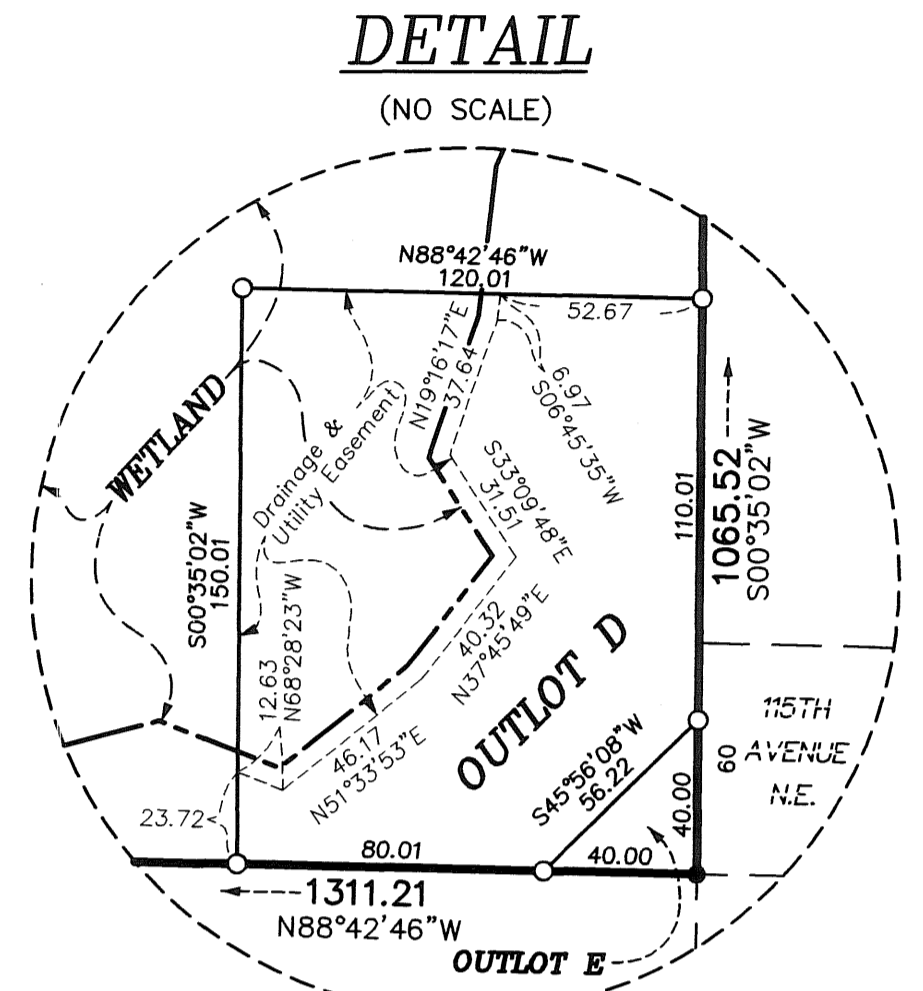 DETAIL
(NO SCALE)
N88°42'46"W
120.01
52.67
N19°16'17"E
37.64
6.97
S06°45'35"W
WETLAND
Drainage &
Utility Easement
S33°09'48"E
31.51
110.01
1065.52
S00°35'02"W
S00°35'02"W
150.01
12.63
N68°28'23"W
40.32
N37°45'49"E
OUTLOT D
46.17
N51°33'53"E
S45°56'08"W
56.22
40.00
60
115TH
AVENUE
N.E.
23.72
80.01
40.00
1311.21
N88°42'46"W
OUTLOT E